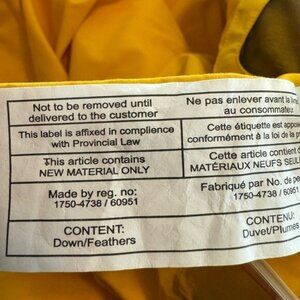 Not to be removed until
delivered to the customer
Ne pas enlever avant la
au consommateur
This label is affixed in complience
with Provincial Law
Cette étiquette est
conformément à la loi de la
This article contains
NEW MATERIAL ONLY
Cette article contient
MATÉRIAUX NEUFS
Made by reg. no:
1750-4738 / 60951
Fabriqué par No. de
1750-4738 / 60951
CONTENT:
Down/Feathers
CONTENU:
Duvet/Plumes